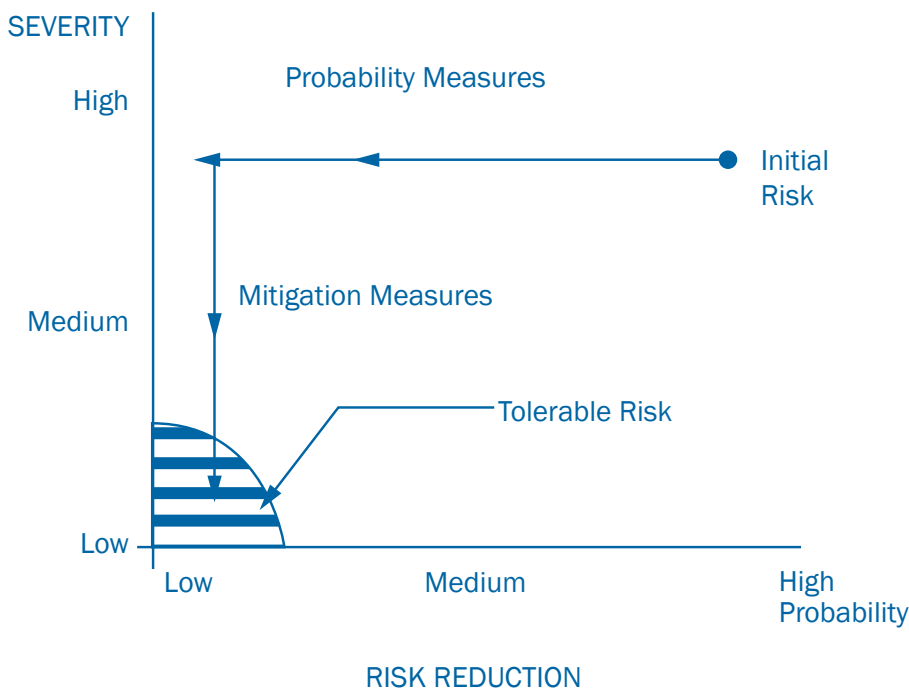 SEVERITY
High
Probability Measures
Initial
Risk
Mitigation Measures
Medium
Tolerable Risk
Low
Low
Medium
High
Probability
RISK REDUCTION